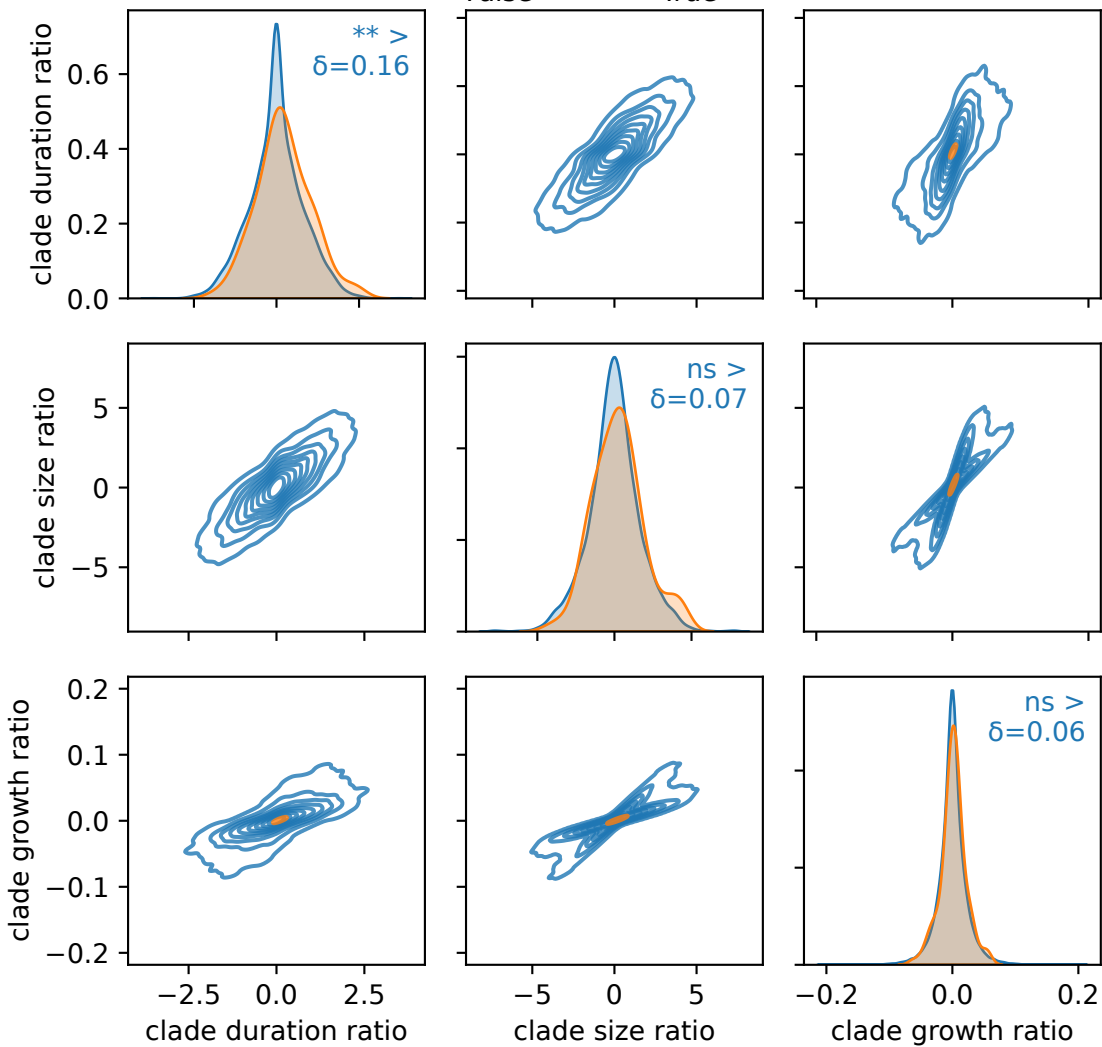 clade duration ratio
0.6
0.4
0.2
0.0
** >
δ=0.16
clade size ratio
5
0
−5
ns >
δ=0.07
clade growth ratio
0.2
0.1
0.0
−0.1
−0.2
ns >
δ=0.06
−2.5 0.0 2.5
−5 0 5
−0.2 0.0 0.2
clade duration ratio
clade size ratio
clade growth ratio